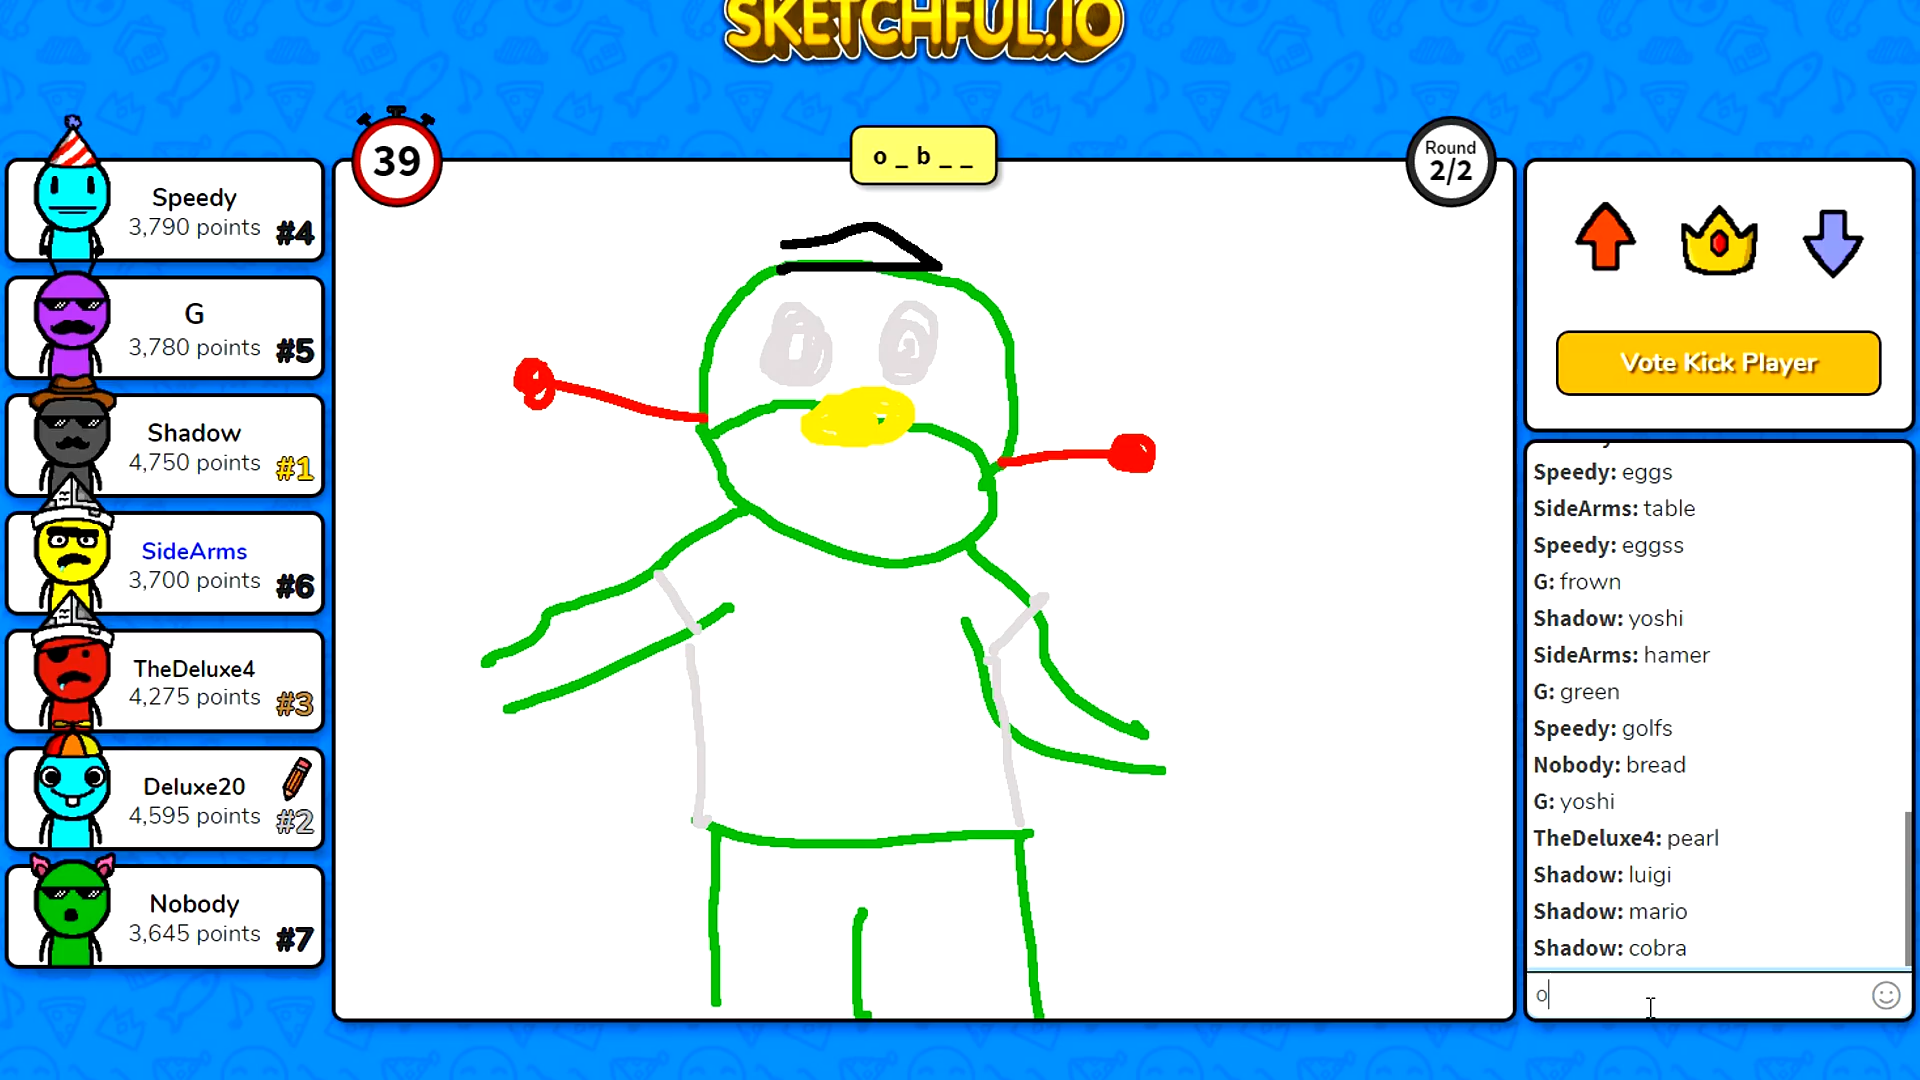 SKETCHFUL.IO
39
o _ b _ _
Round
2/2
Speedy
3,790 points
#4
G
3,780 points
#5
Shadow
4,750 points
#1
SideArms
3,700 points
#6
TheDeluxe4
4,275 points
#3
Deluxe20
4,595 points
#2
Nobody
3,645 points
#7
Vote Kick Player
Speedy: eggs
SideArms: table
Speedy: eggss
G: frown
Shadow: yoshi
SideArms: hamer
G: green
Speedy: golfs
Nobody: bread
G: yoshi
TheDeluxe4: pearl
Shadow: luigi
Shadow: mario
Shadow: cobra
o